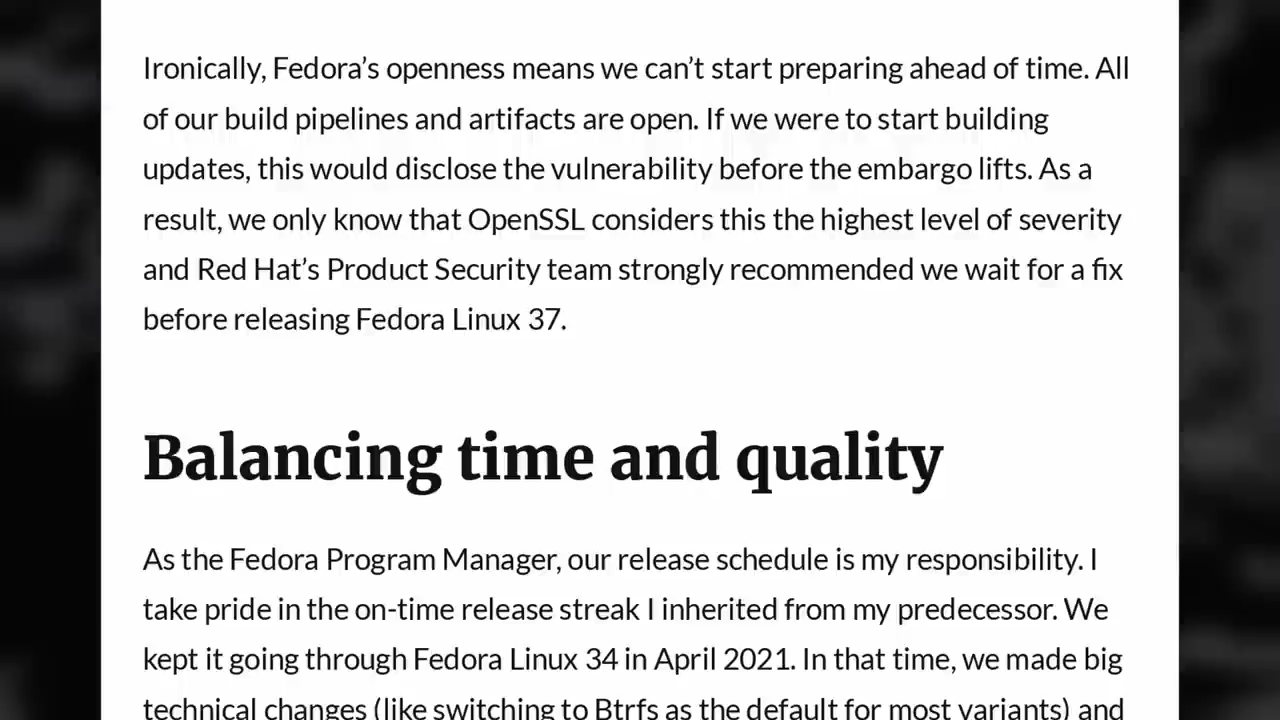 Ironically, Fedora’s openness means we can’t start preparing ahead of time. All
of our build pipelines and artifacts are open. If we were to start building
updates, this would disclose the vulnerability before the embargo lifts. As a
result, we only know that OpenSSL considers this the highest level of severity
and Red Hat’s Product Security team strongly recommended we wait for a fix
before releasing Fedora Linux 37.
Balancing time and quality
As the Fedora Program Manager, our release schedule is my responsibility. I
take pride in the on-time release streak I inherited from my predecessor. We
kept it going through Fedora Linux 34 in April 2021. In that time, we made big
technical changes (like switching to Btrfs as the default for most variants) and